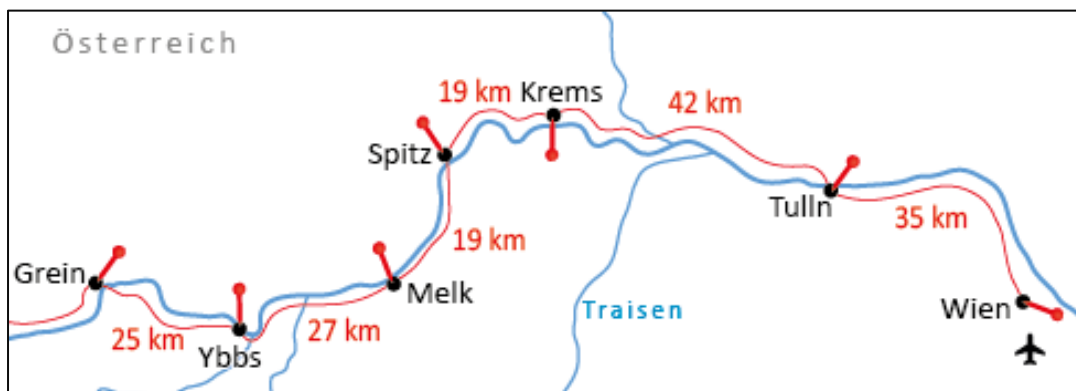 Österreich
19 km
Krems
42 km
Spitz
Tulln
35 km
19 km
Grein
Melk
Traisen
Wien
25 km
27 km
Ybbs